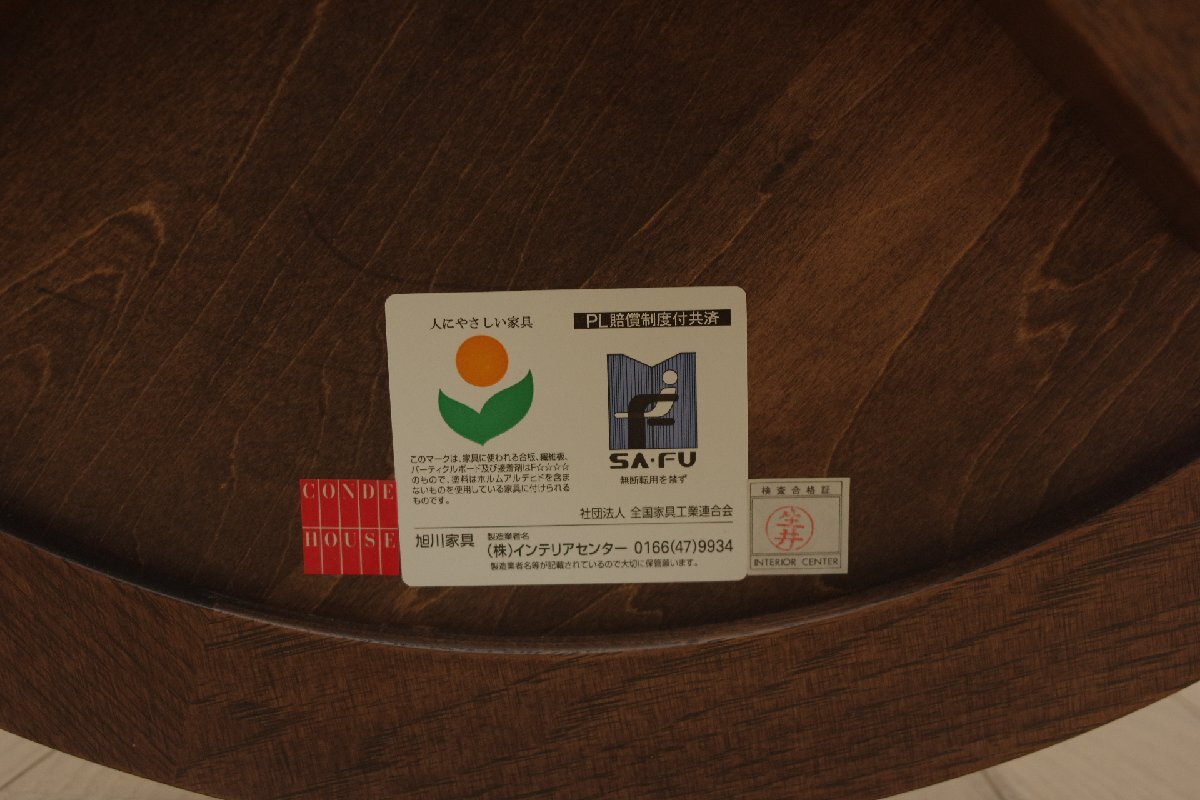 人にやさしい家具
PL賠償制度付共済
このマークは、家具に使われる合板、繊維板、
パーティクルボード及び接着剤はF☆☆☆☆
のもので、塗料はホルムアルデヒドを含ま
ないものを使用している家具に付けられる
ものです。
SA・FU
無断転用を禁ず
社団法人 全国家具工業連合会
旭川家具
製造業者名
(株)インテリアセンター 0166(47)9934
製造業者名等が記載されているので大切に保管願います。
CONDE
HOUSE
検査合格証
INTERIOR CENTER